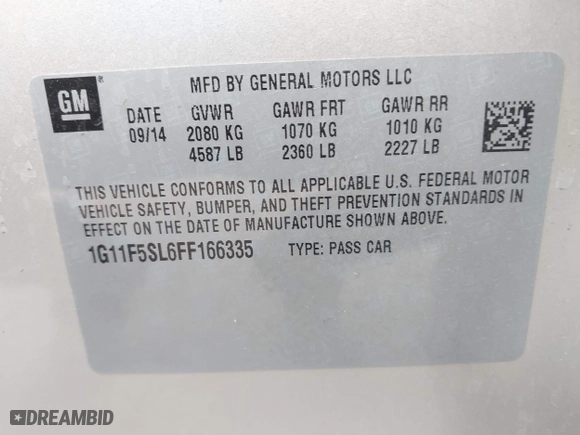 GM
MFD BY GENERAL MOTORS LLC
DATE GVWR GAWR FRT GAWR RR
09/14 2080 KG 1070 KG 1010 KG
4587 LB 2360 LB 2227 LB
THIS VEHICLE CONFORMS TO ALL APPLICABLE U.S. FEDERAL MOTOR
VEHICLE SAFETY, BUMPER, AND THEFT PREVENTION STANDARDS IN
EFFECT ON THE DATE OF MANUFACTURE SHOWN ABOVE.
1G11F5SL6FF166335 TYPE: PASS CAR
DREAMBID